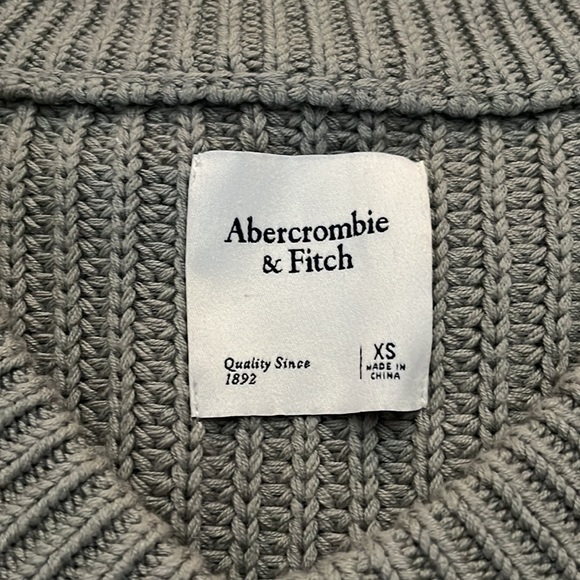 Abercrombie
& Fitch
Quality Since
1892
XS
MADE IN
CHINA